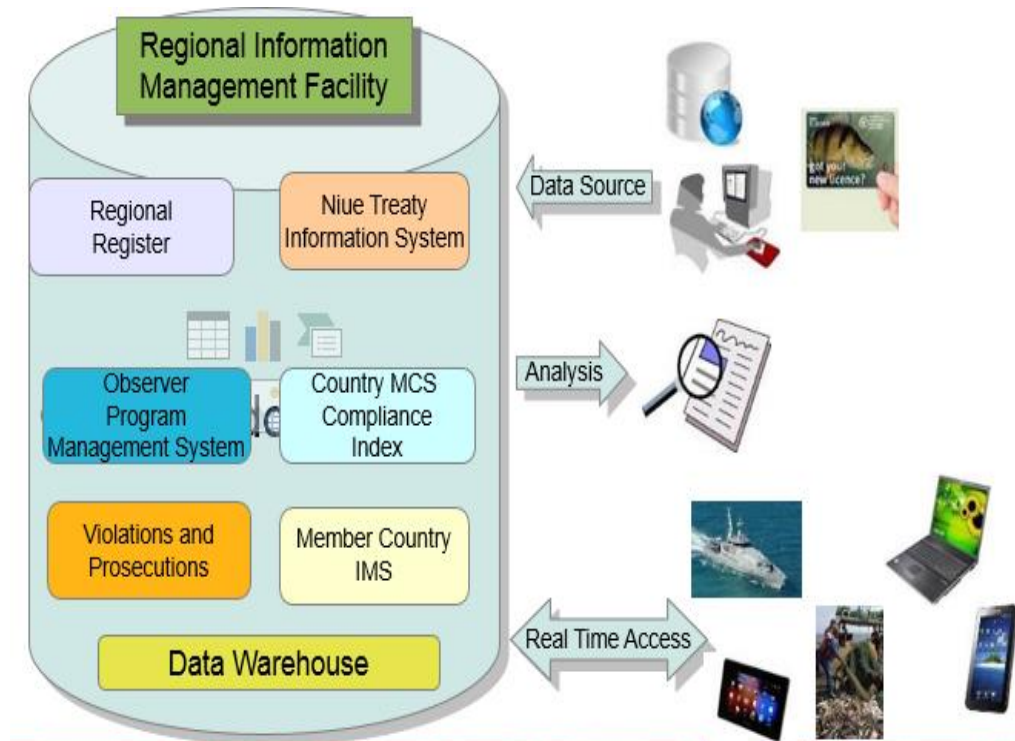 Regional Information
Management Facility
Regional
Register
Niue Treaty
Information System
Data Source
got your
new licence?
Observer
Program
Management System
Country MCS
Compliance
Index
Analysis
Violations and
Prosecutions
Member Country
IMS
Real Time Access
Data Warehouse